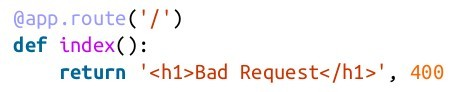 @app.route('/')
def index():
    return '<h1>Bad Request</h1>', 400